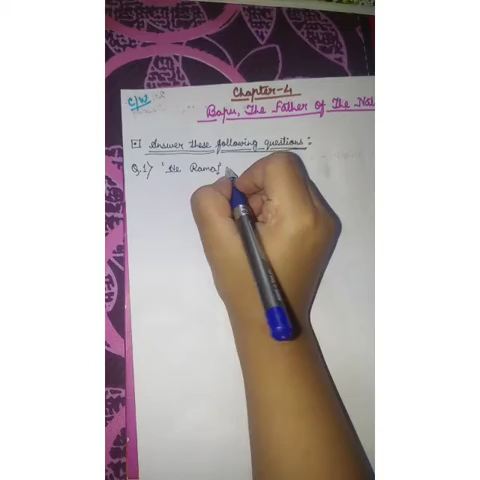 C/W
Chapter-4
Bapu, The Father Of The Nat
Answer these following questions :
Q.1> 'He Rama!'